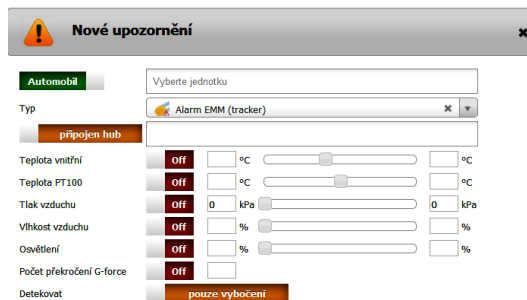 Nové upozornění
Automobil Vyberte jednotku
Typ Alarm EMM (tracker)
připojen hub
Teplota vnitřní Off °C °C
Teplota PT100 Off °C °C
Tlak vzduchu Off 0 kPa 0 kPa
Vlhkost vzduchu Off % %
Osvětlení Off % %
Počet překročení G-force Off
Detekovat pouze vybočení